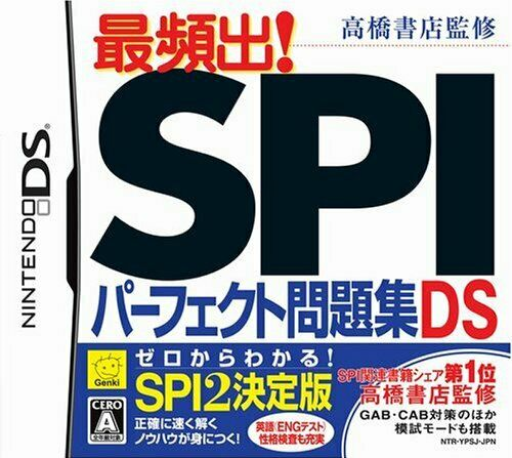 最頻出!
高橋書店監修
SPI
パーフェクト問題集DS
NINTENDO DS®
Genki
ゼロからわかる!
SPI2決定版
正確に速く解く
ノウハウが身につく!
英語[ENGテスト]
性格検査も充実
SPI関連書籍シェア第1位
高橋書店監修
GAB・CAB対策のほか
模試モードも搭載
NTR-YPSJ-JPN
CERO
A
全年齢対象